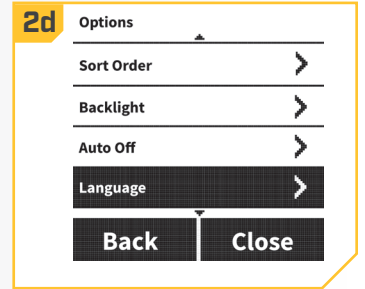 2d
Options
Sort Order
Backlight
Auto Off
Language
Back Close